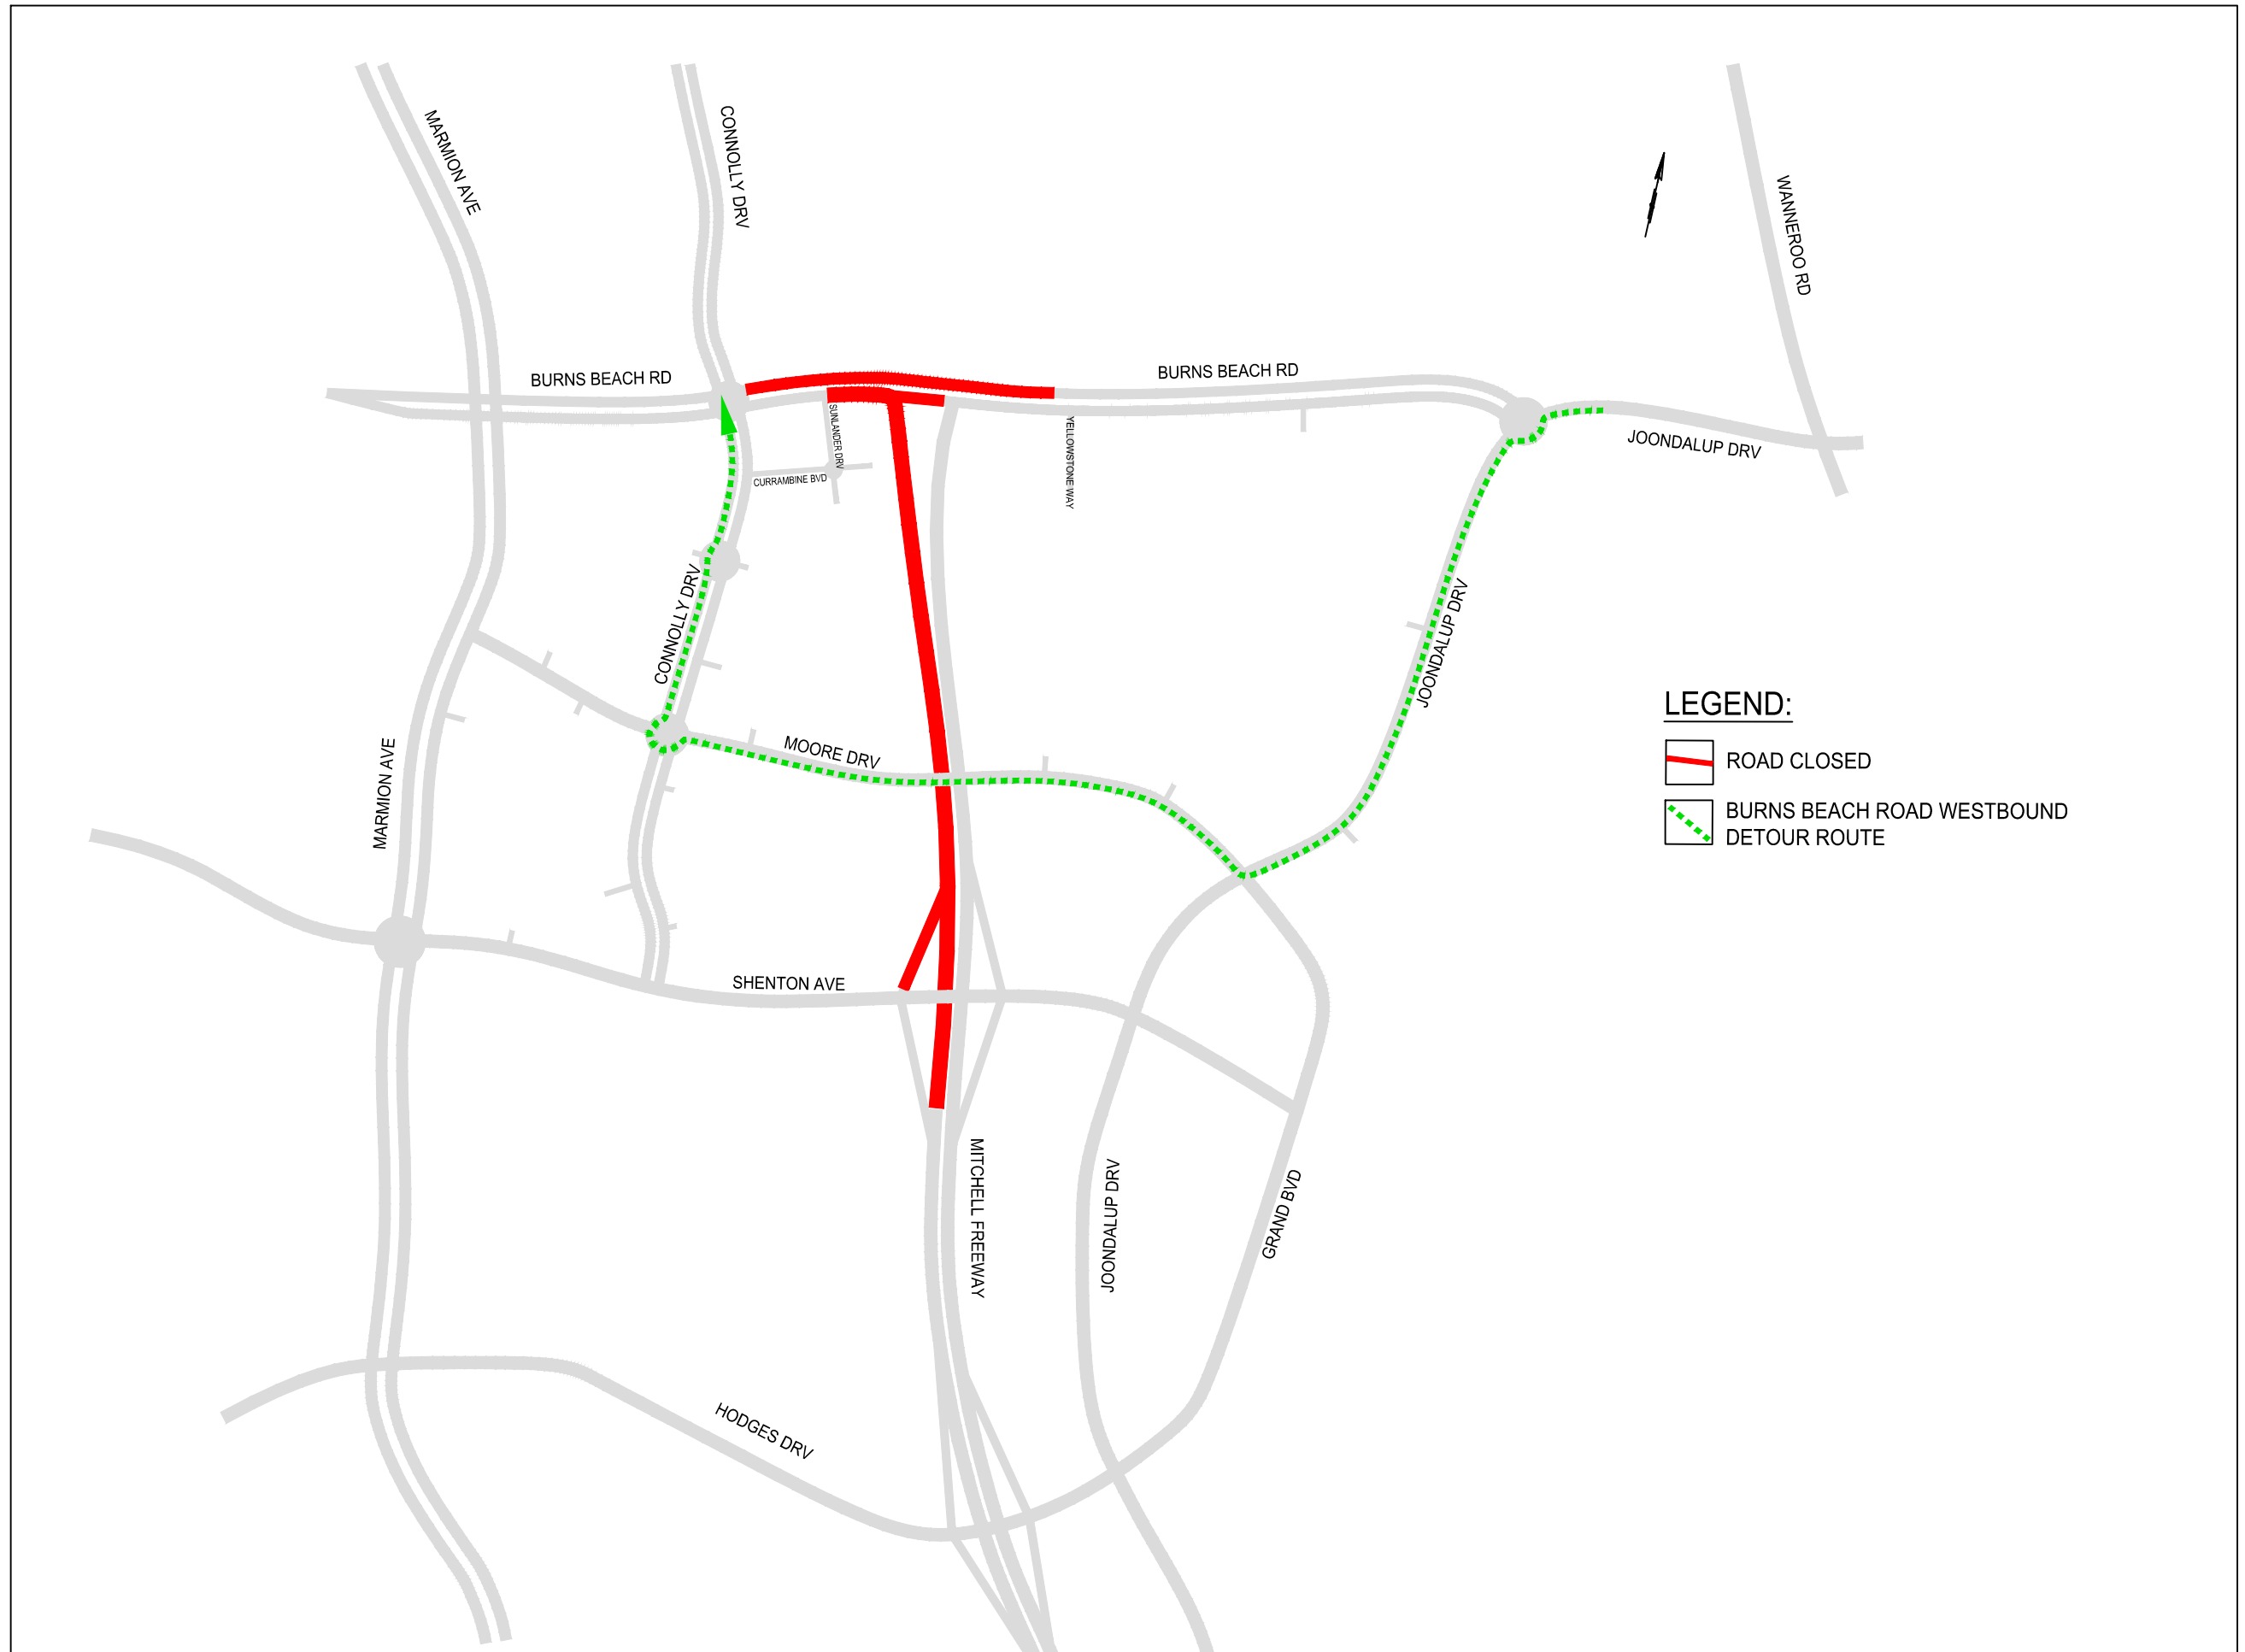 MARMION AVE
CONNOLLY DRV
WANNEROO RD
BURNS BEACH RD
BURNS BEACH RD
SUNLANDER DRV
YELLOWSTONE WAY
JOONDALUP DRV
CURRAMBINE BVD
CONNOLLY DRV
JOONDALUP DRV
LEGEND:
ROAD CLOSED
BURNS BEACH ROAD WESTBOUND
DETOUR ROUTE
MOORE DRV
MARMION AVE
SHENTON AVE
MITCHELL FREEWAY
JOONDALUP DRV
GRAND BVD
HODGES DRV